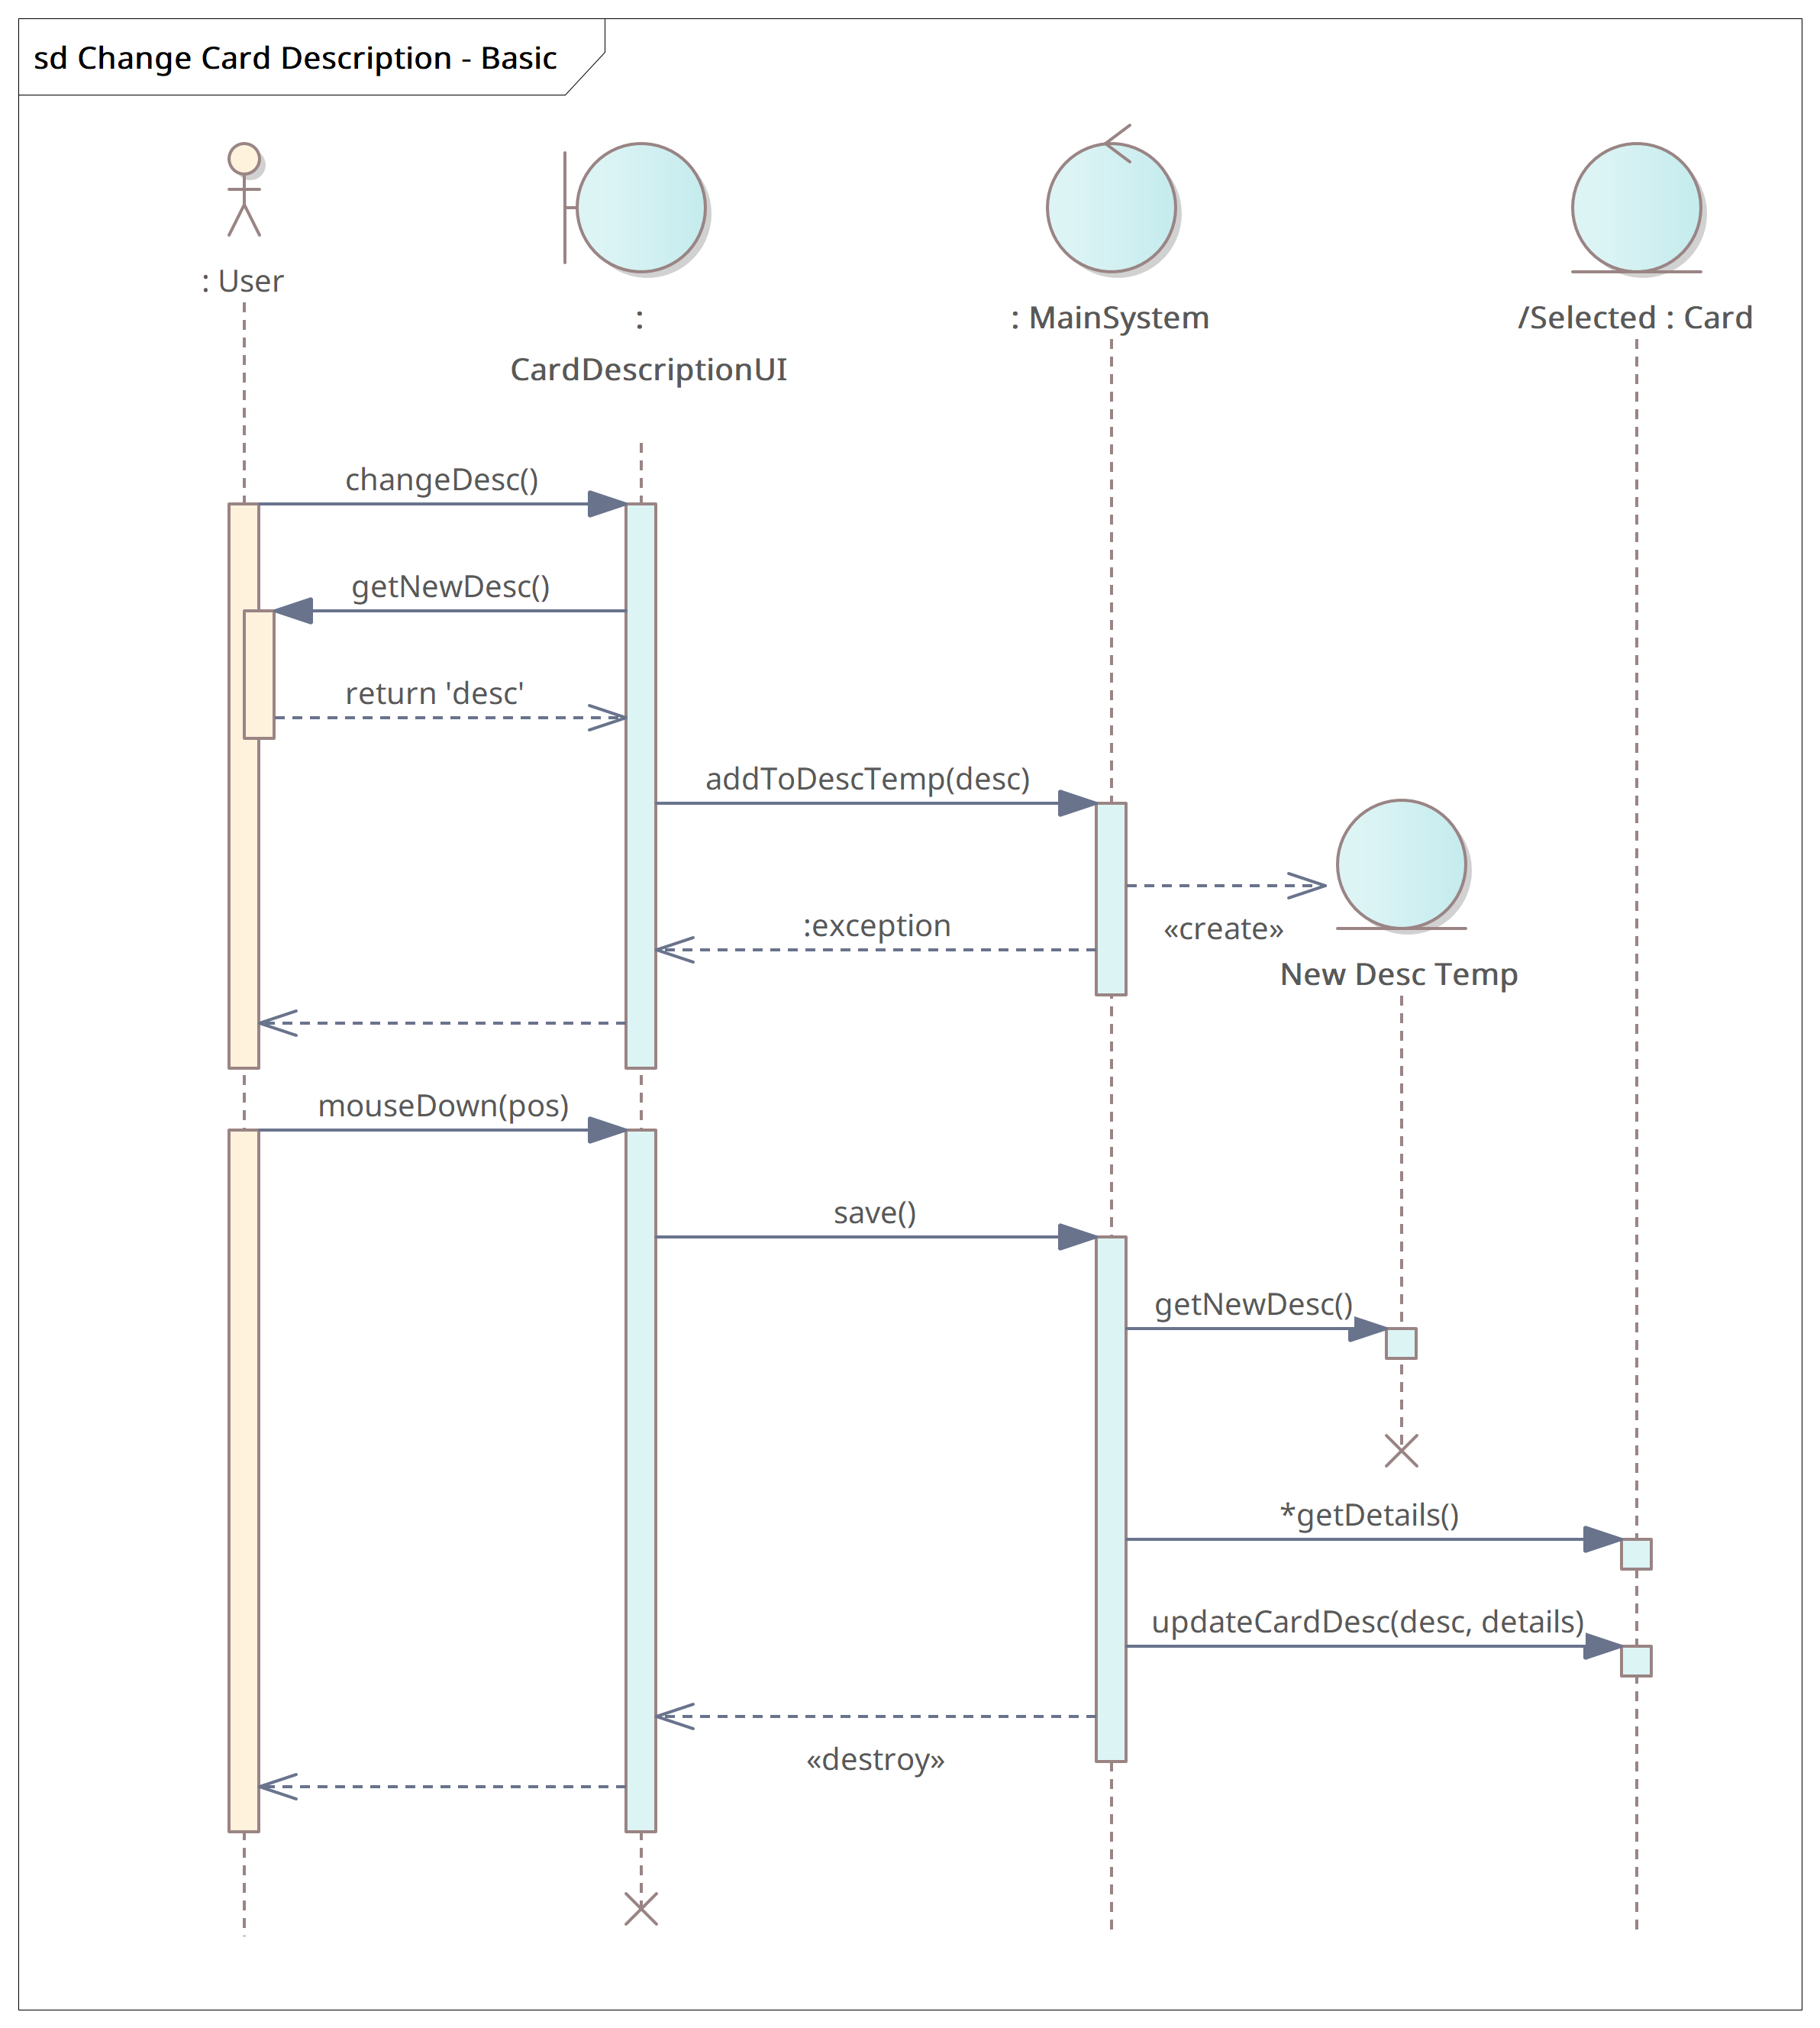 sd Change Card Description - Basic
: User
:
CardDescriptionUI
: MainSystem
/Selected : Card
changeDesc()
getNewDesc()
return 'desc'
addToDescTemp(desc)
:exception
«create»
New Desc Temp
mouseDown(pos)
save()
getNewDesc()
*getDetails()
updateCardDesc(desc, details)
«destroy»